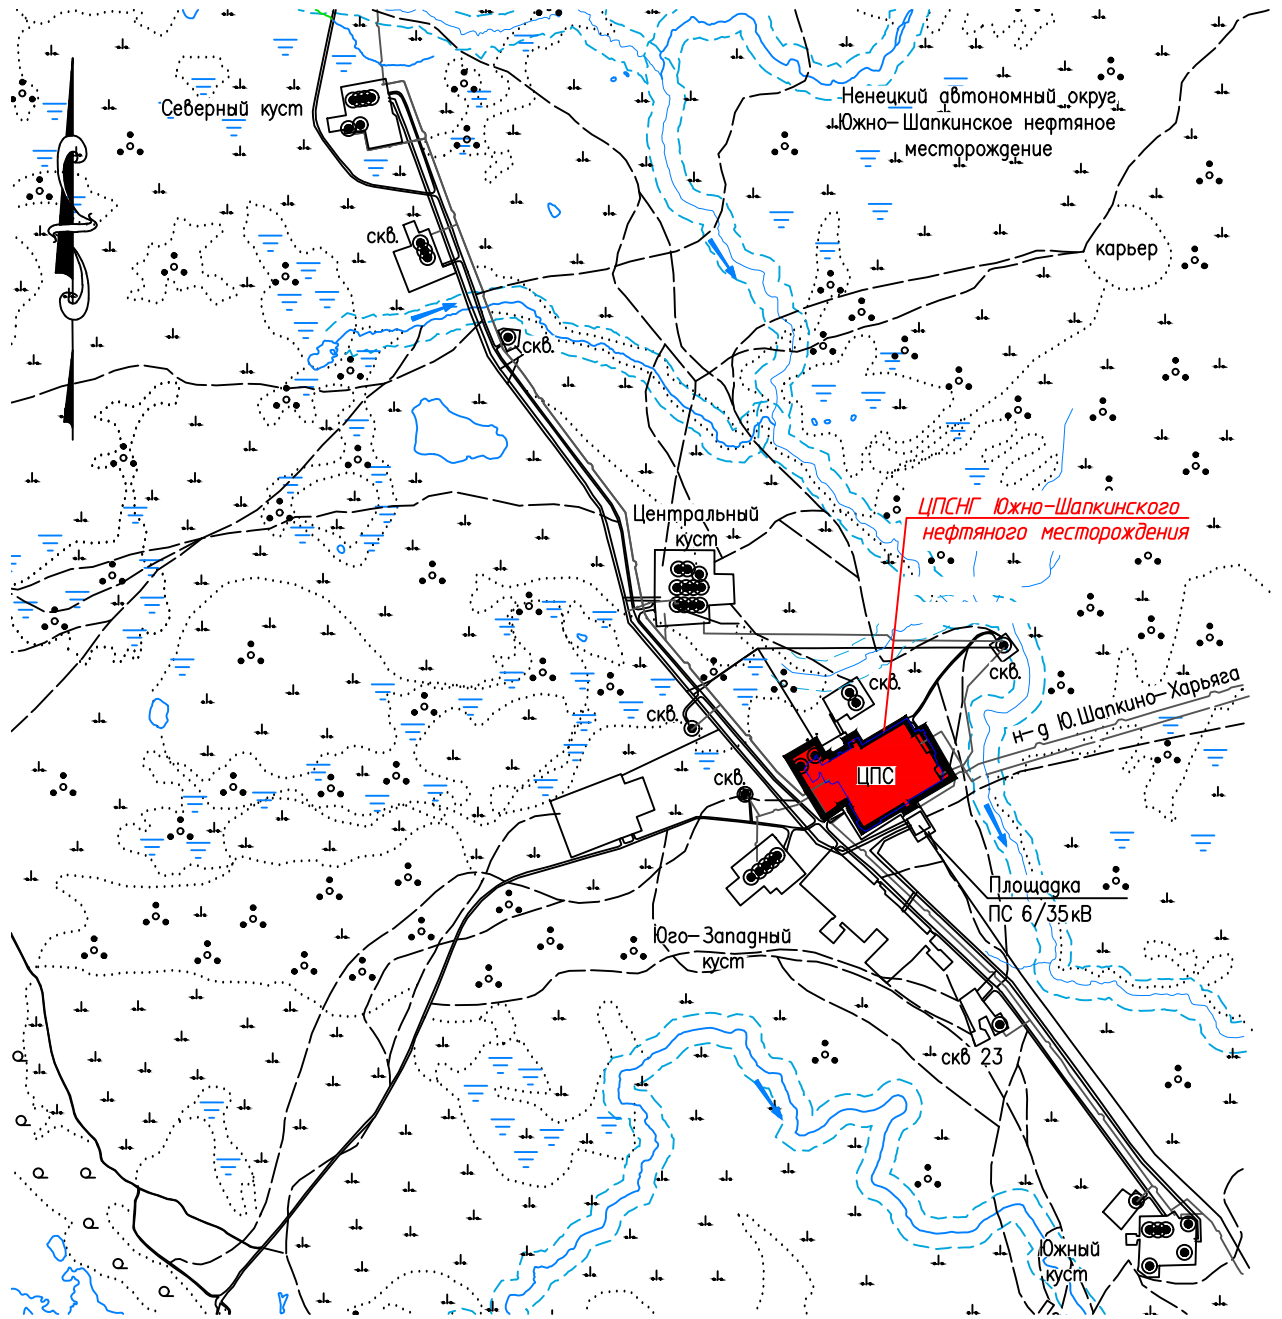 Ненецкий автономный округ,
Южно-Шапкинское нефтяное
месторождение
Северный куст
скв.
карьер
скв.
ЦПСНГ Южно-Шапкинского
нефтяного месторождения
Центральный
куст
скв.
скв.
н-д Ю.Шапкино-Харьяга
скв.
скв.
ЦПС
Площадка
ПС 6/35кВ
Юго-Западный
куст
скв 23
Южный
куст